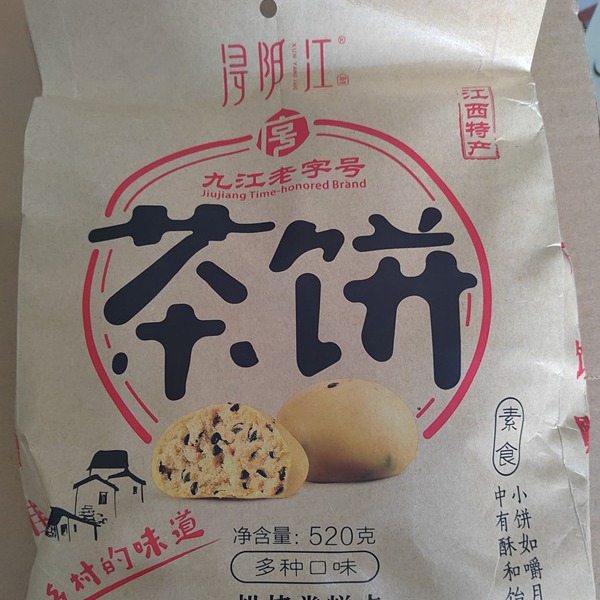 浔阳江®
江西特产
九江老字号
Jiujiang Time-honored Brand
茶饼
素食
小饼如嚼月
中有酥和饴
乡村的味道
净含量: 520克
多种口味